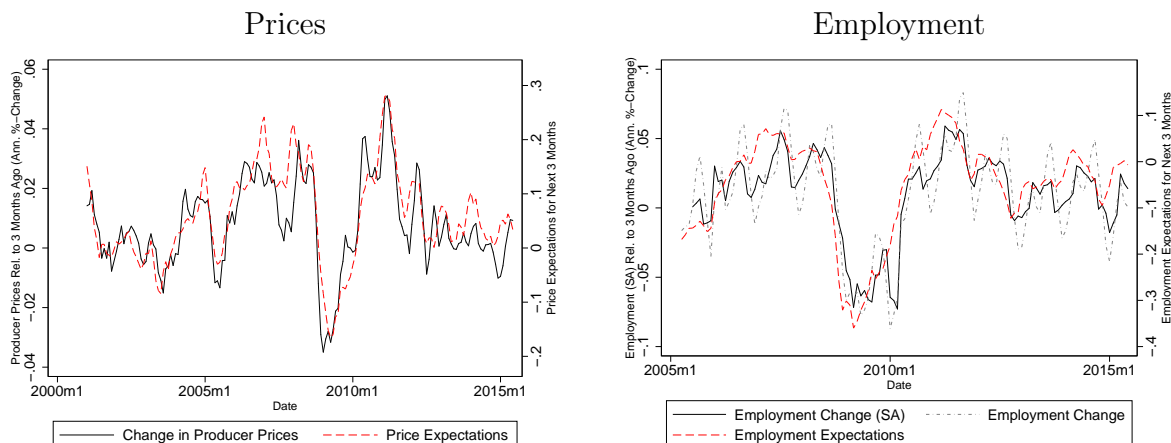 Prices
Producer Prices Rel. to 3 Months Ago (Ann. %−Change)
.06
.04
.02
0
−.02
−.04
Price Expectations for Next 3 Months
.3
.2
.1
0
−.1
−.2
2000m1 2005m1 2010m1 2015m1
Date
Change in Producer Prices Price Expectations
Employment
Employment (SA) Rel. to 3 Months Ago (Ann. %−Change)
.1
.05
0
−.05
−.1
Employment Expectations for Next 3 Months
.1
0
−.1
−.2
−.3
−.4
2005m1 2010m1 2015m1
Date
Employment Change (SA) Employment Change
Employment Expectations